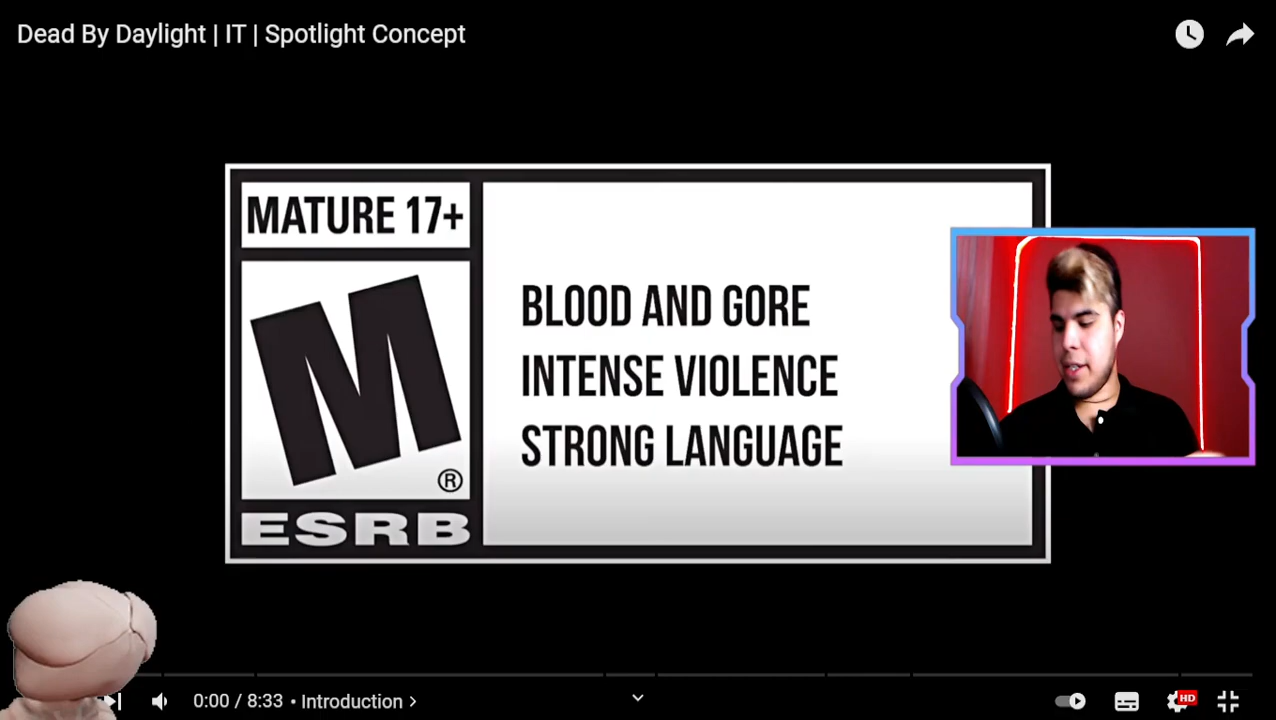 Dead By Daylight | IT | Spotlight Concept
MATURE 17+
M
®
ESRB
BLOOD AND GORE
INTENSE VIOLENCE
STRONG LANGUAGE
0:00 / 8:33 • Introduction >
HD